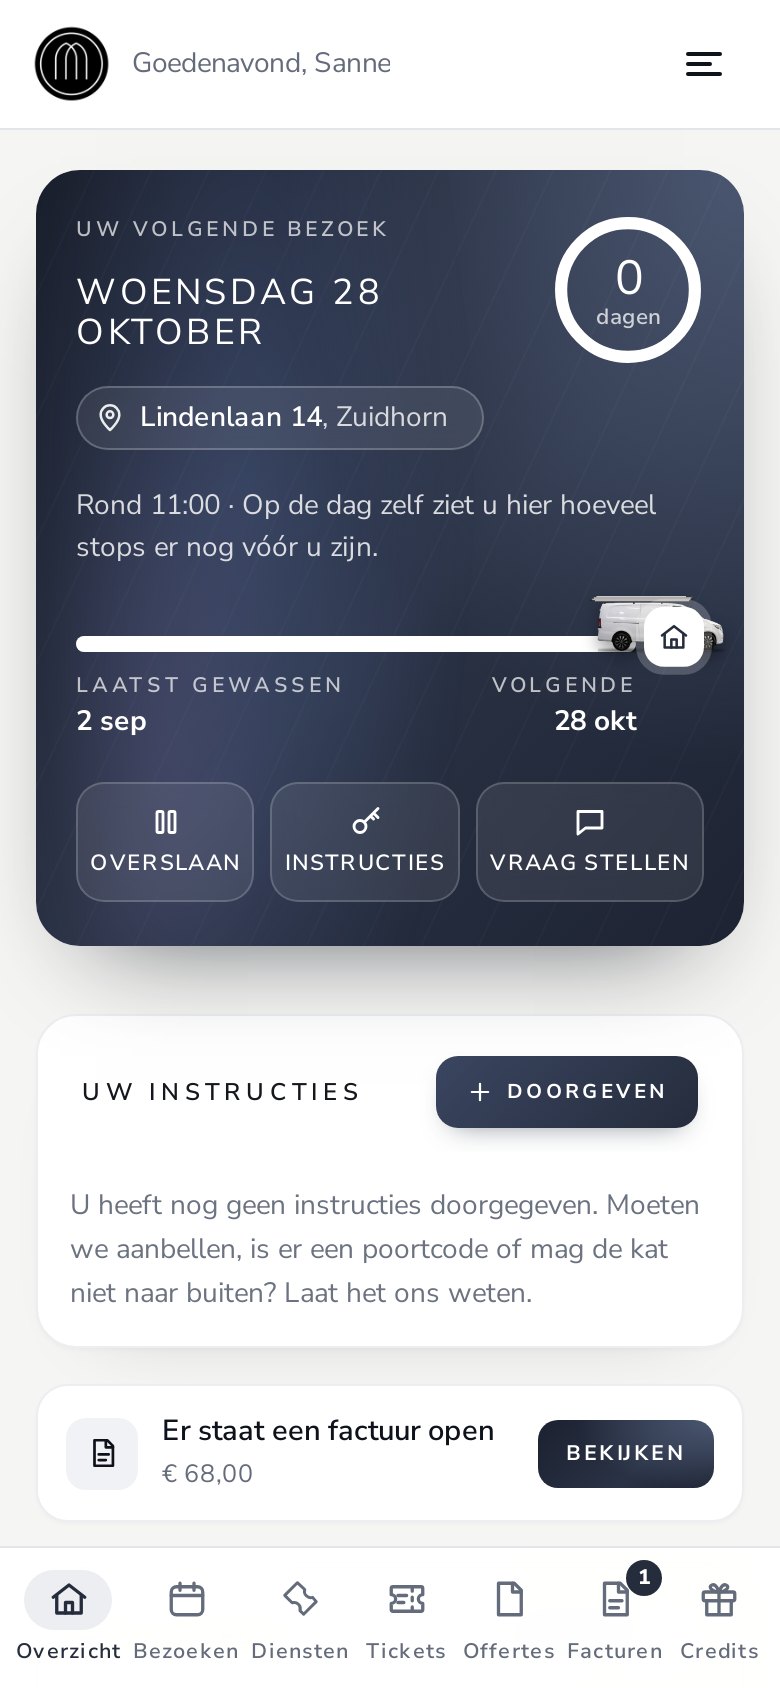 Goedenavond, Sanne
UW VOLGENDE BEZOEK
WOENSDAG 28
OKTOBER
0
dagen
Lindenlaan 14, Zuidhorn
Rond 11:00 · Op de dag zelf ziet u hier hoeveel
stops er nog vóór u zijn.
LAATST GEWASSEN
VOLGENDE
2 sep
28 okt
OVERSLAAN
INSTRUCTIES
VRAAG STELLEN
UW INSTRUCTIES
DOORGEVEN
U heeft nog geen instructies doorgegeven. Moeten
we aanbellen, is er een poortcode of mag de kat
niet naar buiten? Laat het ons weten.
Er staat een factuur open
€ 68,00
BEKIJKEN
1
Overzicht
Bezoeken
Diensten
Tickets
Offertes
Facturen
Credits